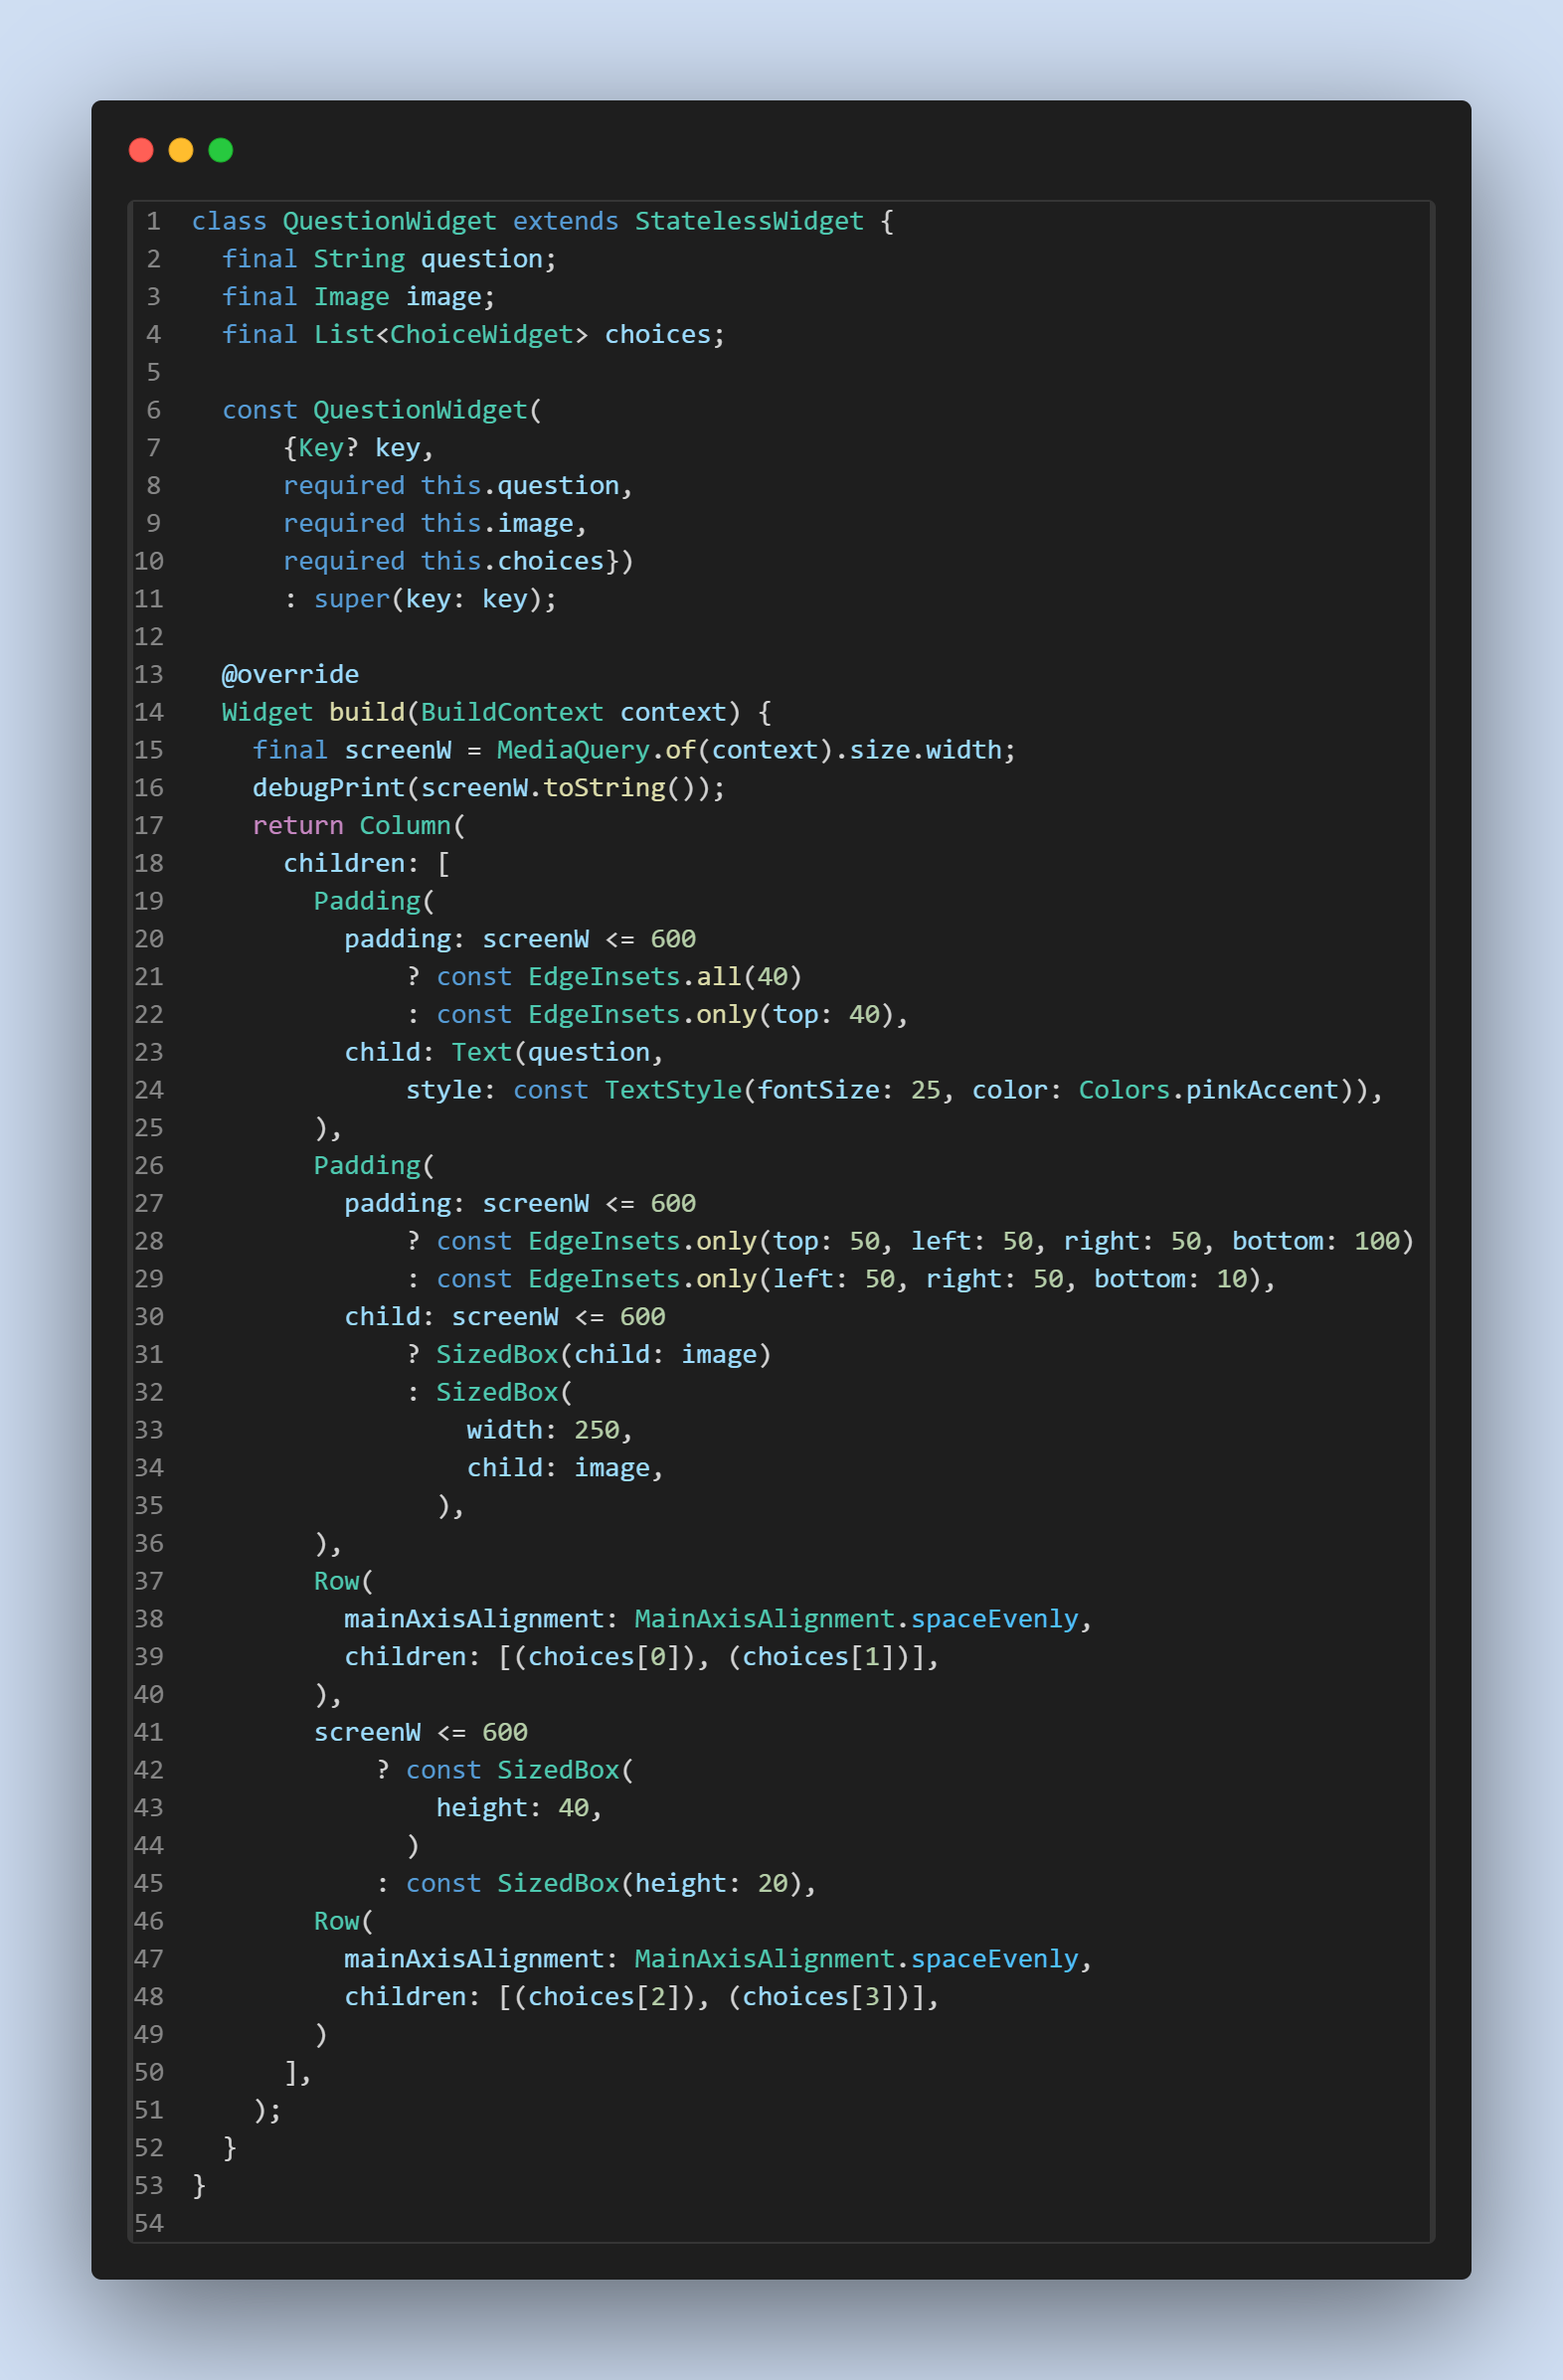 1 class QuestionWidget extends StatelessWidget {
2   final String question;
3   final Image image;
4   final List<ChoiceWidget> choices;
5
6   const QuestionWidget(
7       {Key? key,
8       required this.question,
9       required this.image,
10       required this.choices})
11       : super(key: key);
12
13   @override
14   Widget build(BuildContext context) {
15     final screenW = MediaQuery.of(context).size.width;
16     debugPrint(screenW.toString());
17     return Column(
18       children: [
19         Padding(
20           padding: screenW <= 600
21               ? const EdgeInsets.all(40)
22               : const EdgeInsets.only(top: 40),
23           child: Text(question,
24               style: const TextStyle(fontSize: 25, color: Colors.pinkAccent)),
25         ),
26         Padding(
27           padding: screenW <= 600
28               ? const EdgeInsets.only(top: 50, left: 50, right: 50, bottom: 100)
29               : const EdgeInsets.only(left: 50, right: 50, bottom: 10),
30           child: screenW <= 600
31               ? SizedBox(child: image)
32               : SizedBox(
33                   width: 250,
34                   child: image,
35                 ),
36         ),
37         Row(
38           mainAxisAlignment: MainAxisAlignment.spaceEvenly,
39           children: [(choices[0]), (choices[1])],
40         ),
41         screenW <= 600
42             ? const SizedBox(
43                 height: 40,
44               )
45             : const SizedBox(height: 20),
46         Row(
47           mainAxisAlignment: MainAxisAlignment.spaceEvenly,
48           children: [(choices[2]), (choices[3])],
49         )
50       ],
51     );
52   }
53 }
54